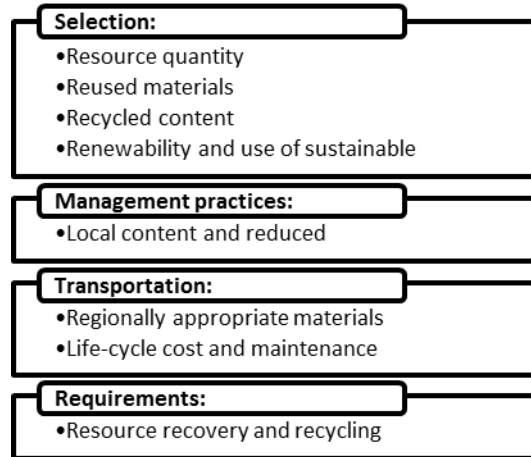 Selection:
•Resource quantity
•Reused materials
•Recycled content
•Renewability and use of sustainable
Management practices:
•Local content and reduced
Transportation:
•Regionally appropriate materials
•Life-cycle cost and maintenance
Requirements:
•Resource recovery and recycling